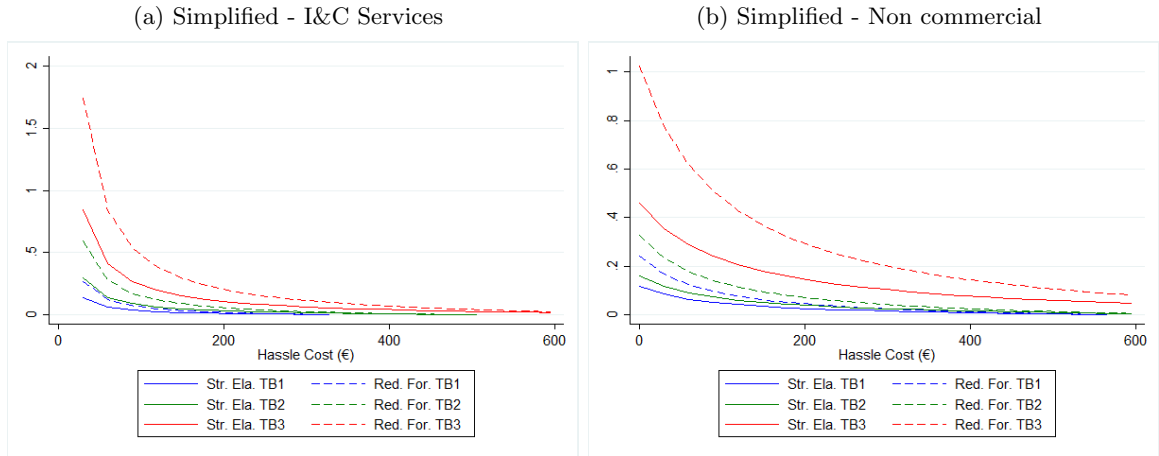 (a) Simplified - I&C Services
2
1.5
1
.5
0
0 200 400 600
Hassle Cost (€)
Str. Ela. TB1 Red. For. TB1
Str. Ela. TB2 Red. For. TB2
Str. Ela. TB3 Red. For. TB3
(b) Simplified - Non commercial
1
.8
.6
.4
.2
0
0 200 400 600
Hassle Cost (€)
Str. Ela. TB1 Red. For. TB1
Str. Ela. TB2 Red. For. TB2
Str. Ela. TB3 Red. For. TB3